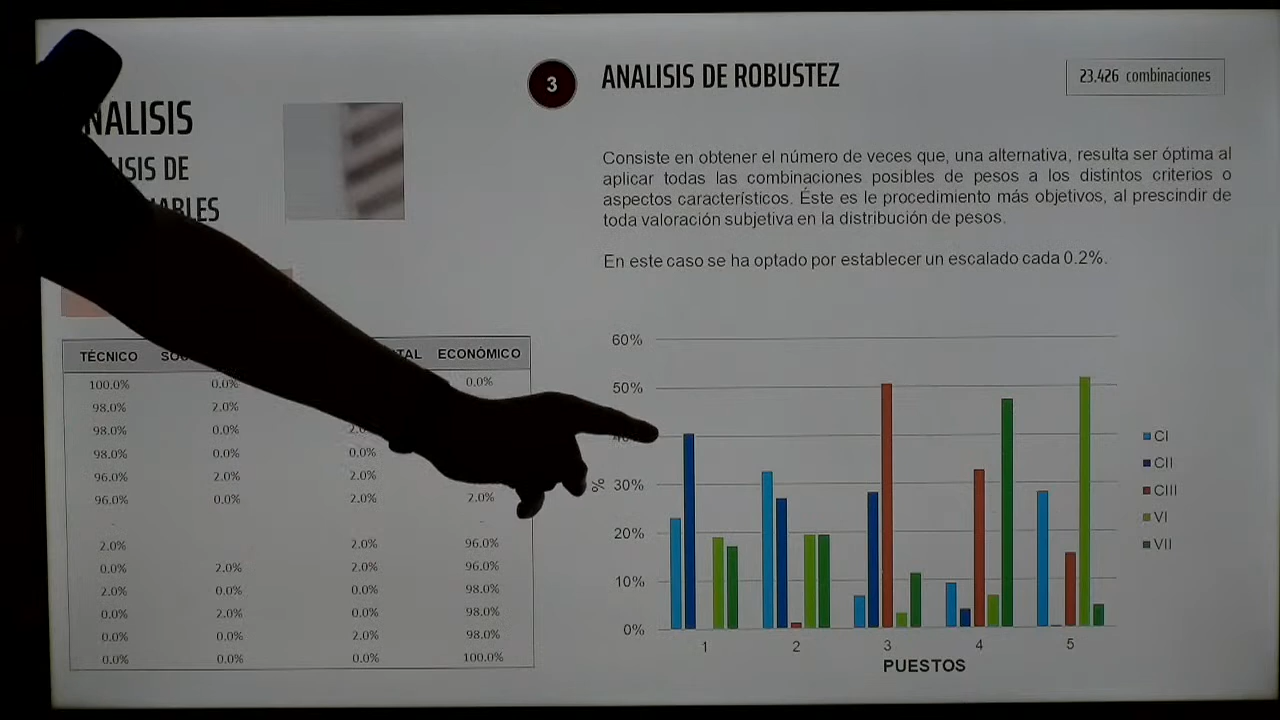 NALISIS
ISIS DE
ABLES
3
ANALISIS DE ROBUSTEZ
23.426 combinaciones
Consiste en obtener el número de veces que, una alternativa, resulta ser óptima al
aplicar todas las combinaciones posibles de pesos a los distintos criterios o
aspectos característicos. Éste es le procedimiento más objetivos, al prescindir de
toda valoración subjetiva en la distribución de pesos.
En este caso se ha optado por establecer un escalado cada 0.2%.
TÉCNICO ECONÓMICO
100.0% 0.0% 0.0%
98.0% 2.0%
98.0% 0.0%
98.0% 0.0% 0.0%
96.0% 2.0% 2.0%
96.0% 0.0% 2.0% 2.0%
2.0% 2.0% 96.0%
0.0% 2.0% 2.0% 96.0%
2.0% 0.0% 0.0% 98.0%
0.0% 2.0% 0.0% 98.0%
0.0% 0.0% 2.0% 98.0%
0.0% 0.0% 0.0% 100.0%
60%
50%
30%
20%
10%
0%
%
1 2 3 4 5
PUESTOS
CI
CII
CIII
VI
VII